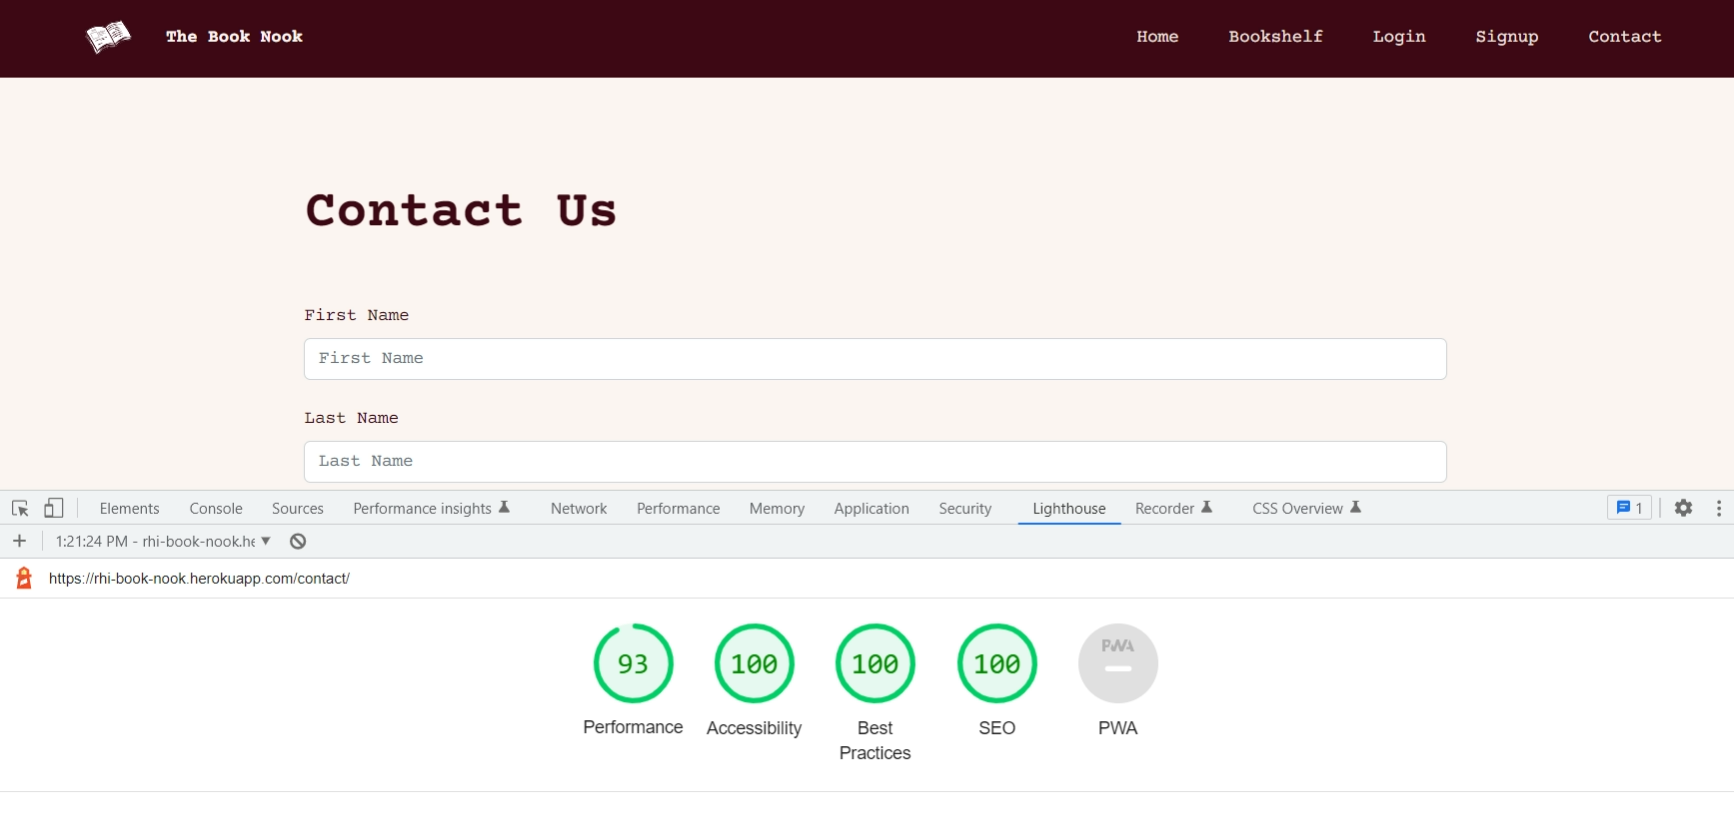 The Book Nook Home Bookshelf Login Signup Contact
Contact Us
First Name
First Name
Last Name
Last Name
Elements Console Sources Performance insights Network Performance Memory Application Security Lighthouse Recorder CSS Overview 1
1:21:24 PM - rhi-book-nook.he
https://rhi-book-nook.herokuapp.com/contact/
93 100 100 100 PWA
Performance Accessibility Best Practices SEO PWA